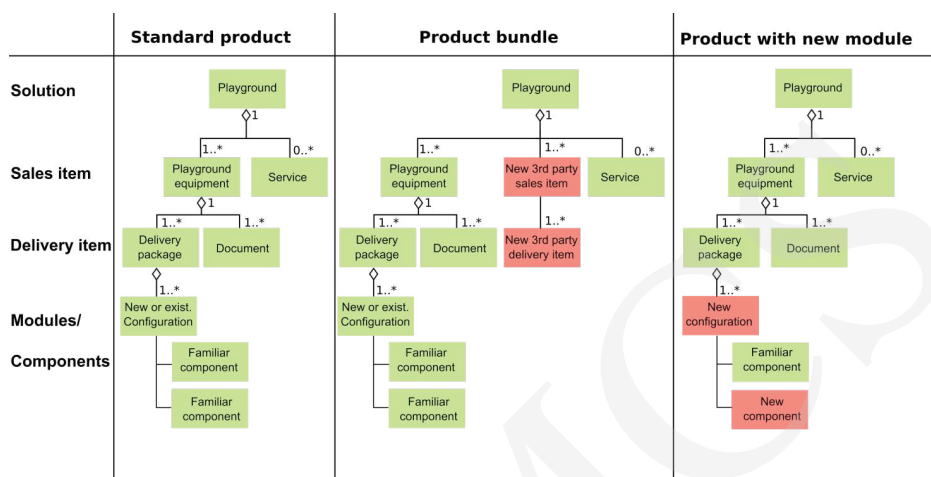 Standard product
Product bundle
Product with new module
Solution
Playground
Playground
Playground
1
1
1
1..*
0..*
1..*
1..*
0..*
1..*
0..*
Sales item
Playground
equipment
Service
Playground
equipment
New 3rd party
sales item
Service
Playground
equipment
Service
1
1
1
1..*
1..*
1..*
1..*
1..*
1..*
1..*
Delivery item
Delivery
package
Document
Delivery
package
Document
New 3rd party
delivery item
Delivery
package
Document
1..*
1..*
1..*
Modules/
New or exist.
Configuration
New or exist.
Configuration
New
configuration
Components
Familiar
component
Familiar
component
Familiar
component
Familiar
component
Familiar
component
New
component